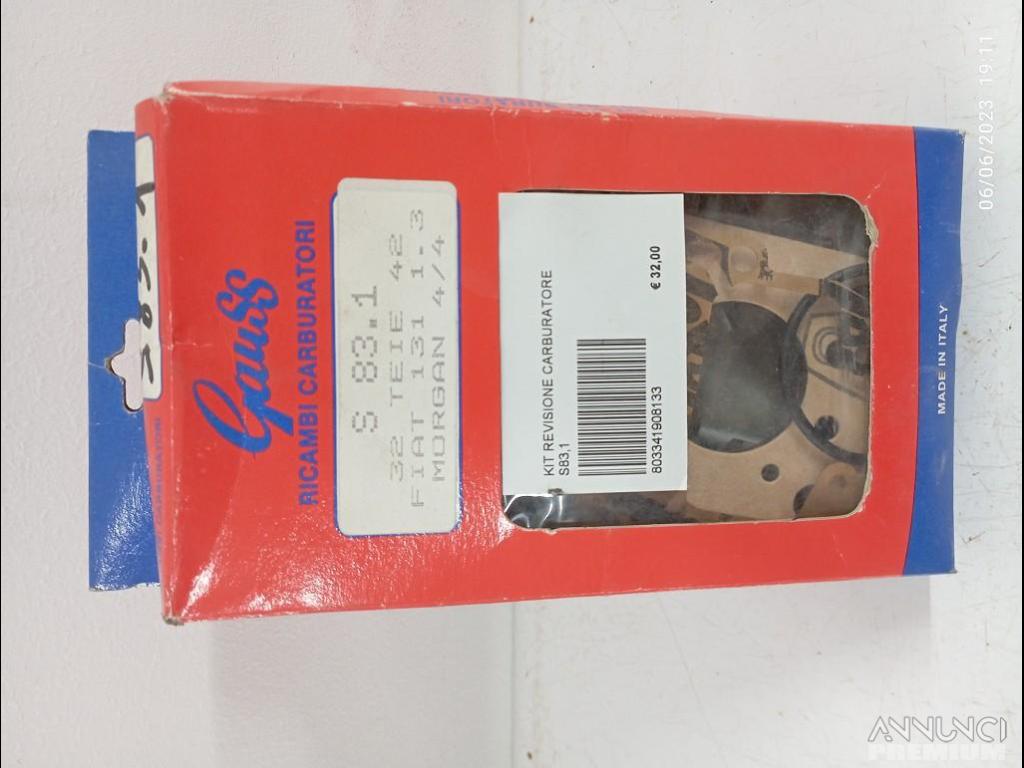 Gauss
RICAMBI CARBURATORI
S 83.1
32 TEIE 42
FIAT 131 1.3
MORGAN 4/4
KIT REVISIONE CARBURATORE
S83,1
€ 32,00
803341908133
MADE IN ITALY
06/06/2023 19:11
ANNUNCI
PREMIUM